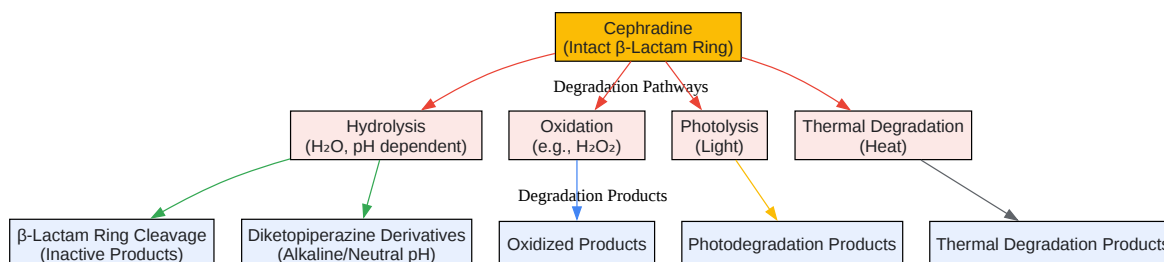 Cephradine
(Intact β-Lactam Ring)
Degradation Pathways
Hydrolysis
(H₂O, pH dependent)
Oxidation
(e.g., H₂O₂)
Photolysis
(Light)
Thermal Degradation
(Heat)
Degradation Products
β-Lactam Ring Cleavage
(Inactive Products)
Diketopiperazine Derivatives
(Alkaline/Neutral pH)
Oxidized Products
Photodegradation Products
Thermal Degradation Products